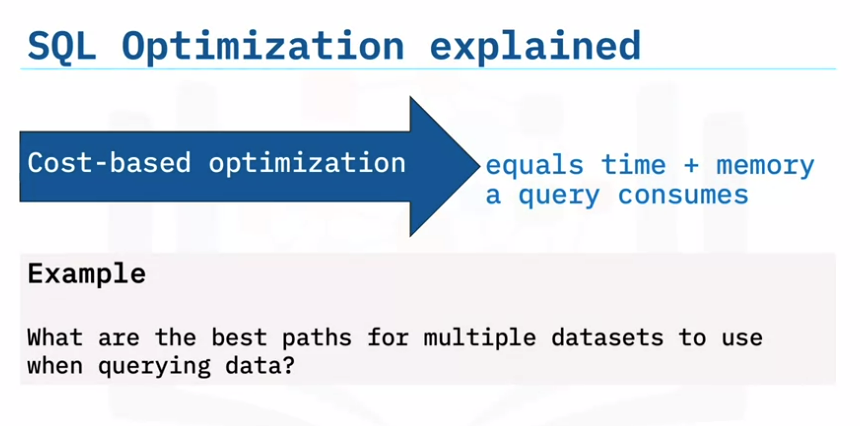 SQL Optimization explained
Cost-based optimization
equals time + memory
a query consumes
Example
What are the best paths for multiple datasets to use
when querying data?